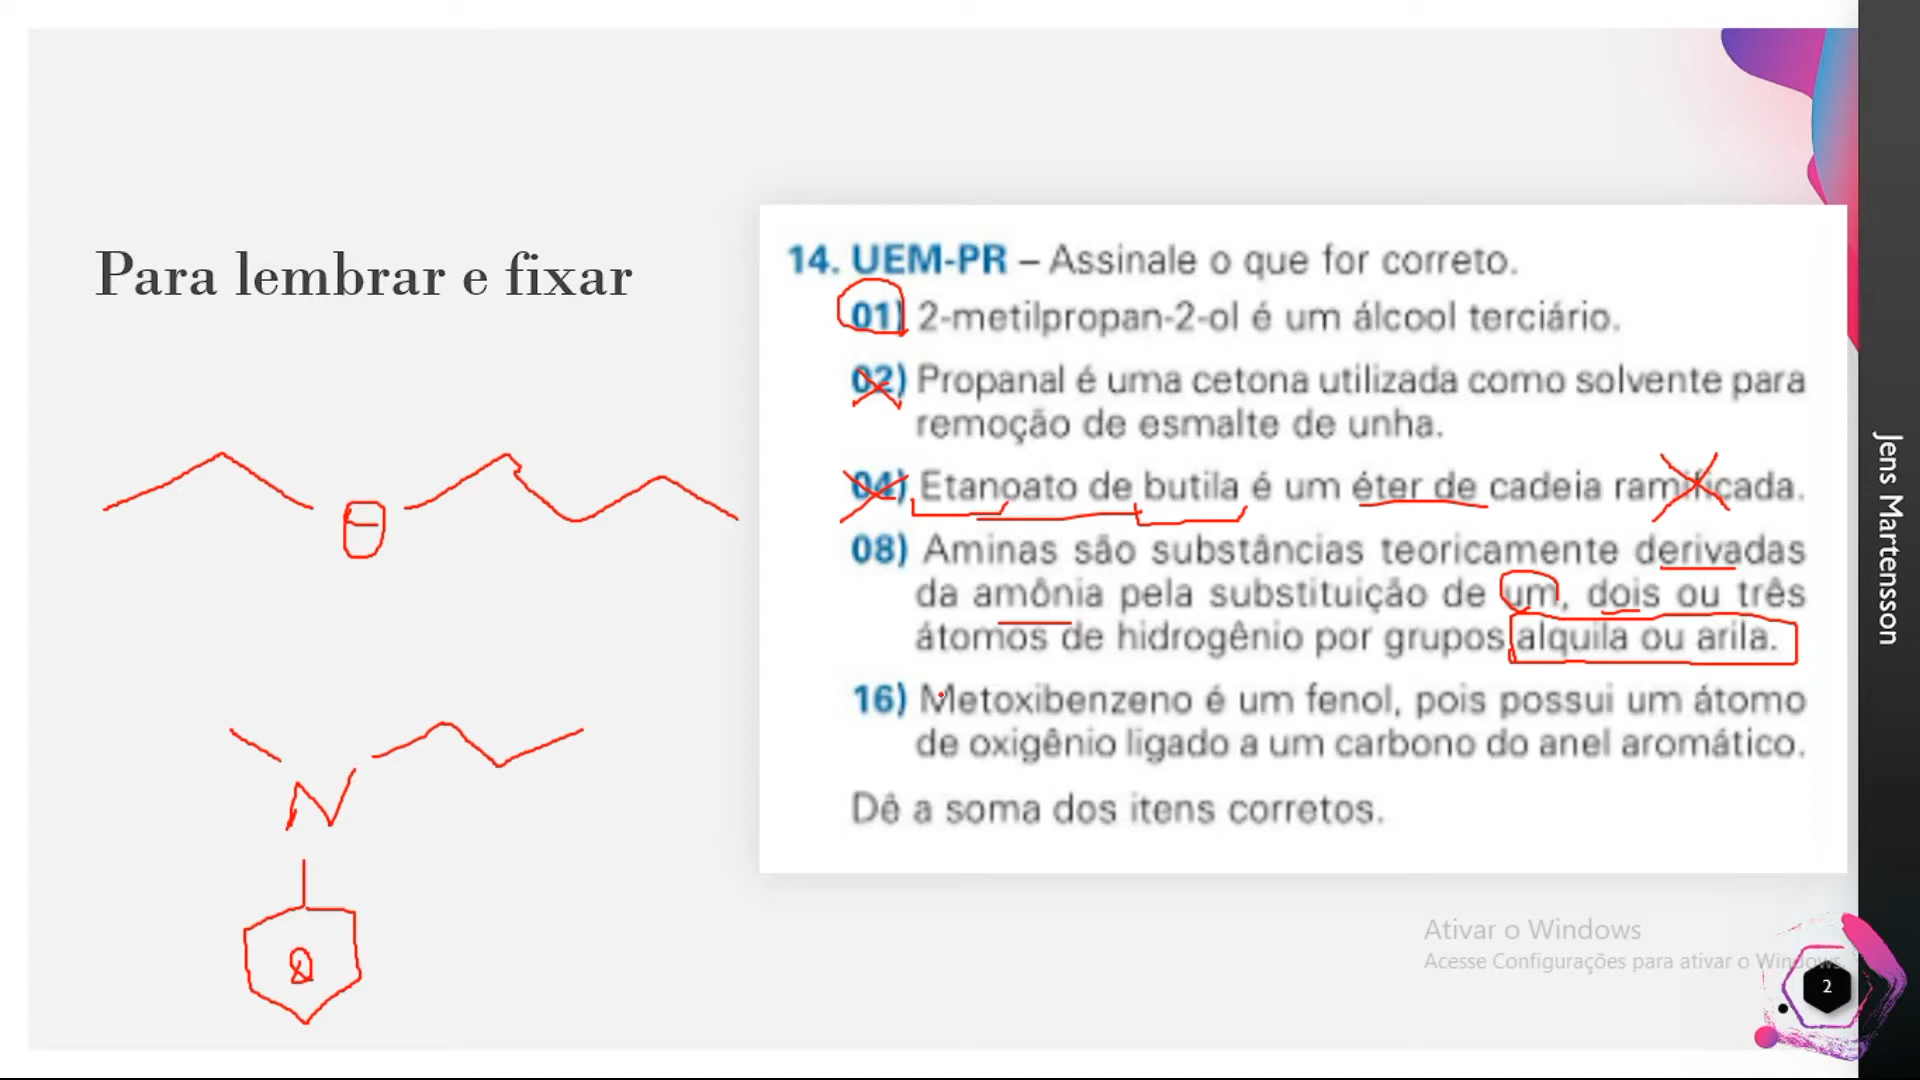 Para lembrar e fixar
14. UEM-PR – Assinale o que for correto.
01) 2-metilpropan-2-ol é um álcool terciário.
02) Propanal é uma cetona utilizada como solvente para
remoção de esmalte de unha.
04) Etanoato de butila é um éter de cadeia ramificada.
08) Aminas são substâncias teoricamente derivadas
da amônia pela substituição de um, dois ou três
átomos de hidrogênio por grupos alquila ou arila.
16) Metoxibenzeno é um fenol, pois possui um átomo
de oxigênio ligado a um carbono do anel aromático.
Dê a soma dos itens corretos.
N
Jens Martensson
Ativar o Windows
Acesse Configurações para ativar o Windows.
2